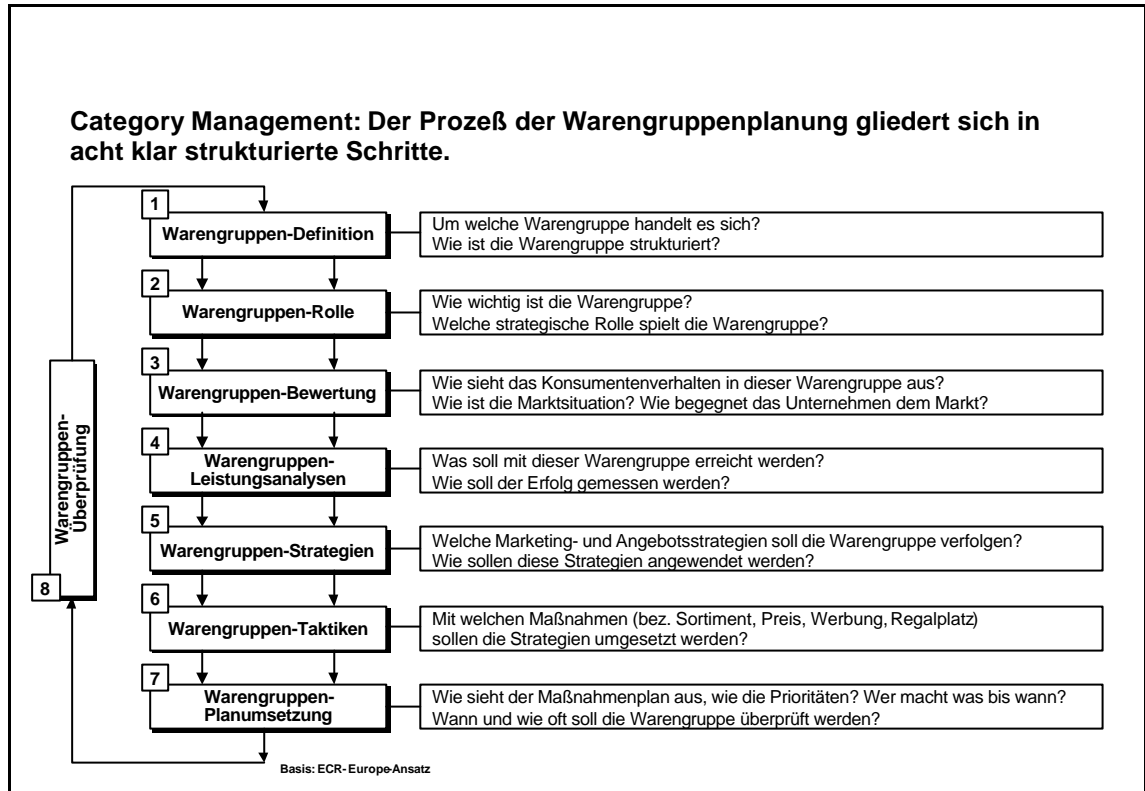 Category Management: Der Prozeß der Warengruppenplanung gliedert sich in
acht klar strukturierte Schritte.
1
Warengruppen-Definition
Um welche Warengruppe handelt es sich?
Wie ist die Warengruppe strukturiert?
2
Warengruppen-Rolle
Wie wichtig ist die Warengruppe?
Welche strategische Rolle spielt die Warengruppe?
3
Warengruppen-Bewertung
Wie sieht das Konsumentenverhalten in dieser Warengruppe aus?
Wie ist die Marktsituation? Wie begegnet das Unternehmen dem Markt?
4
Warengruppen-
Leistungsanalysen
Was soll mit dieser Warengruppe erreicht werden?
Wie soll der Erfolg gemessen werden?
5
Warengruppen-Strategien
Welche Marketing- und Angebotsstrategien soll die Warengruppe verfolgen?
Wie sollen diese Strategien angewendet werden?
6
Warengruppen-Taktiken
Mit welchen Maßnahmen (bez. Sortiment, Preis, Werbung, Regalplatz)
sollen die Strategien umgesetzt werden?
7
Warengruppen-
Planumsetzung
Wie sieht der Maßnahmenplan aus, wie die Prioritäten? Wer macht was bis wann?
Wann und wie oft soll die Warengruppe überprüft werden?
8
Warengruppen-
Überprüfung
Basis: ECR-Europe-Ansatz